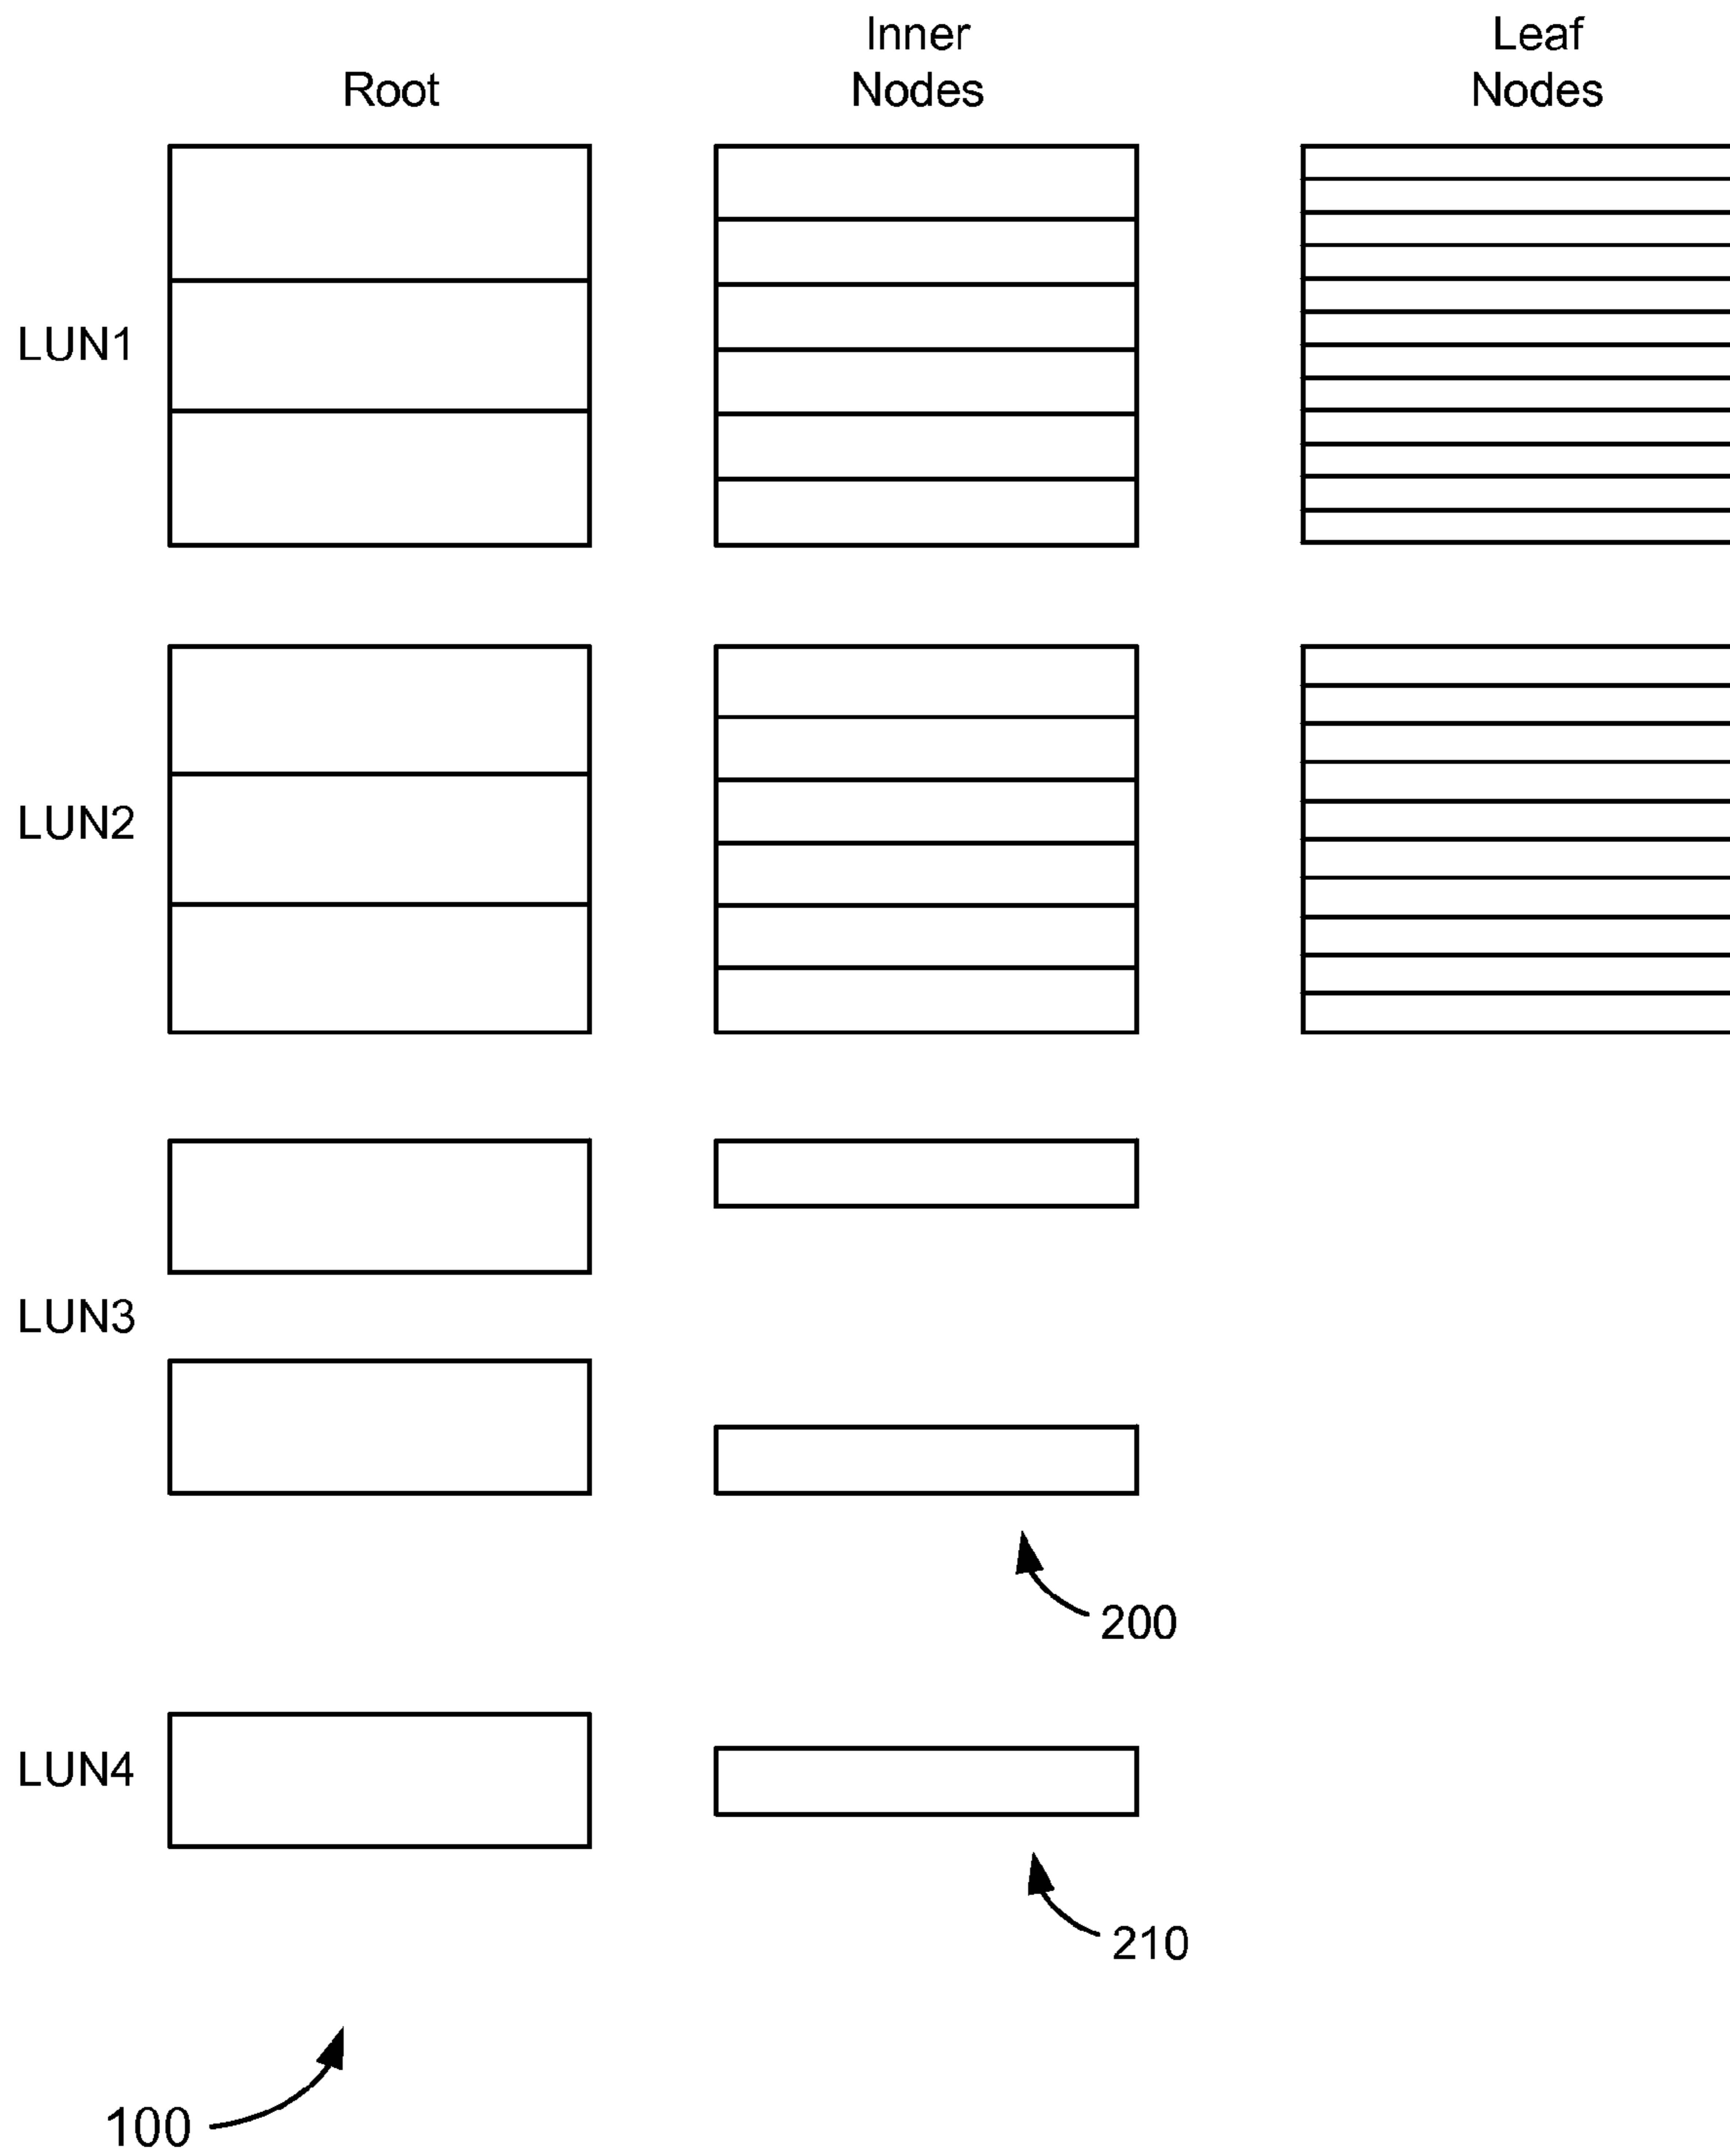 Root
Inner
Nodes
Leaf
Nodes
LUN1
LUN2
LUN3
200
LUN4
210
100